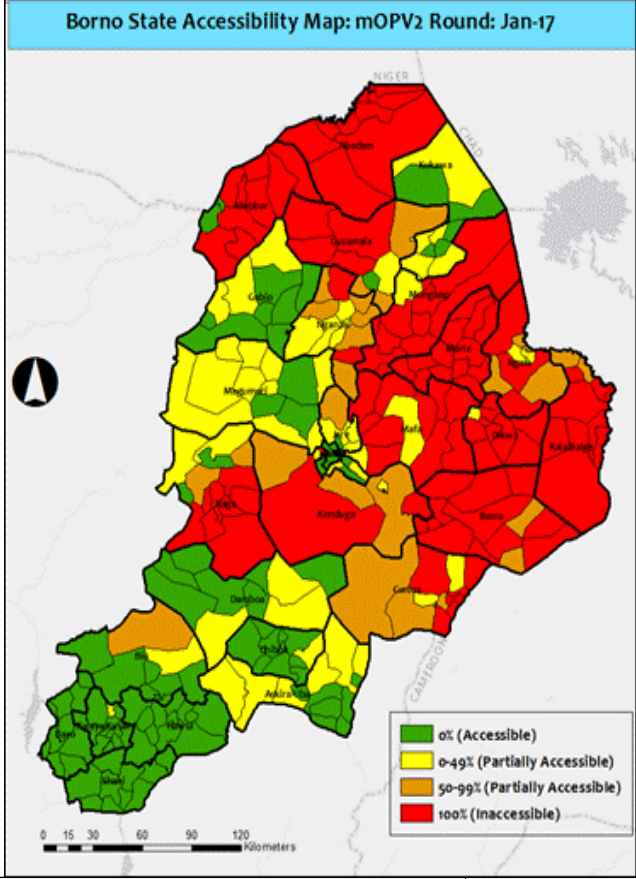 Borno State Accessibility Map: mOPV2 Round: Jan-17
NIGER
CHAD
Abadam
Kukawa
Mobbar
Guzamala
Gubio
Monguno
Nganzai
Marte
Ngala
Magumeri
Mafa
Dikwa
Kala Balge
Jere
Kaga
Konduga
Bama
Gwoza
Damboa
Chibok
Biu
Askira-Uba
Hawul
Bayo
Shani
CAMEROON
0% (Accessible)
0-49% (Partially Accessible)
50-99% (Partially Accessible)
100% (Inaccessible)
0 15 30 60 90 120
Kilometers